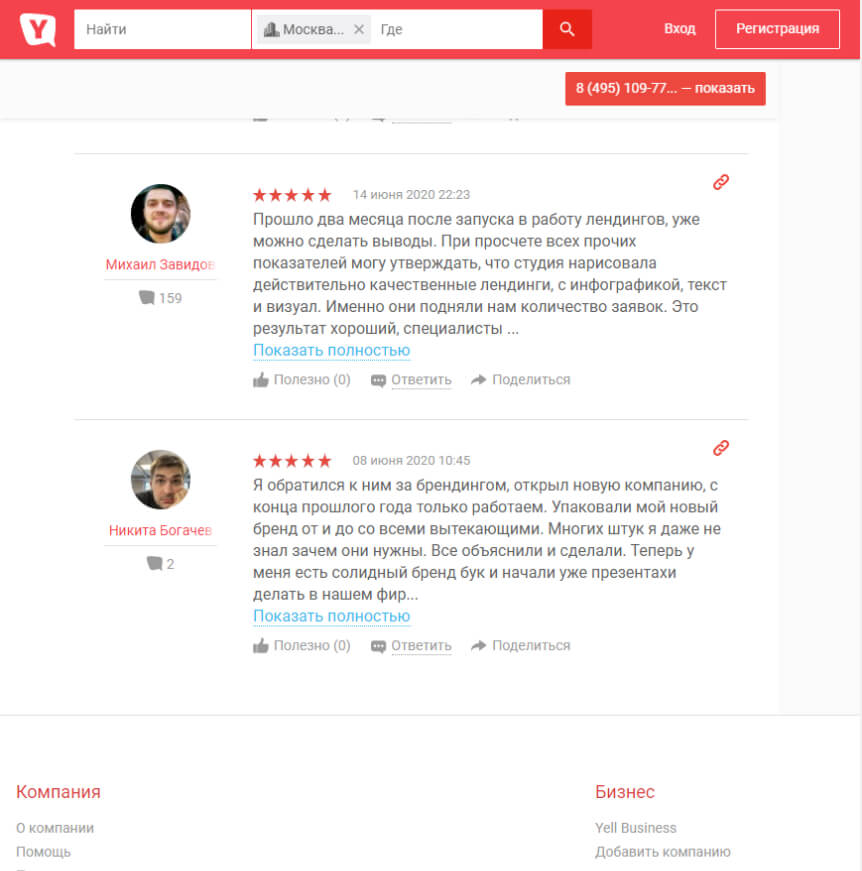 Y
Найти
Москва...
Где
Вход
Регистрация
8 (495) 109-77... — показать
14 июня 2020 22:23
Прошло два месяца после запуска в работу лендингов, уже
можно сделать выводы. При просчете всех прочих
показателей могу утверждать, что студия нарисовала
действительно качественные лендинги, с инфографикой, текст
и визуал. Именно они подняли нам количество заявок. Это
результат хороший, специалисты ...
Показать полностью
Михаил Завидов
159
Полезно (0)
Ответить
Поделиться
08 июня 2020 10:45
Я обратился к ним за брендингом, открыл новую компанию, с
конца прошлого года только работаем. Упаковали мой новый
бренд от и до со всеми вытекающими. Многих штук я даже не
знал зачем они нужны. Все объяснили и сделали. Теперь у
меня есть солидный бренд бук и начали уже презентахи
делать в нашем фир...
Показать полностью
Никита Богачев
2
Полезно (0)
Ответить
Поделиться
Компания
О компании
Помощь
Бизнес
Yell Business
Добавить компанию